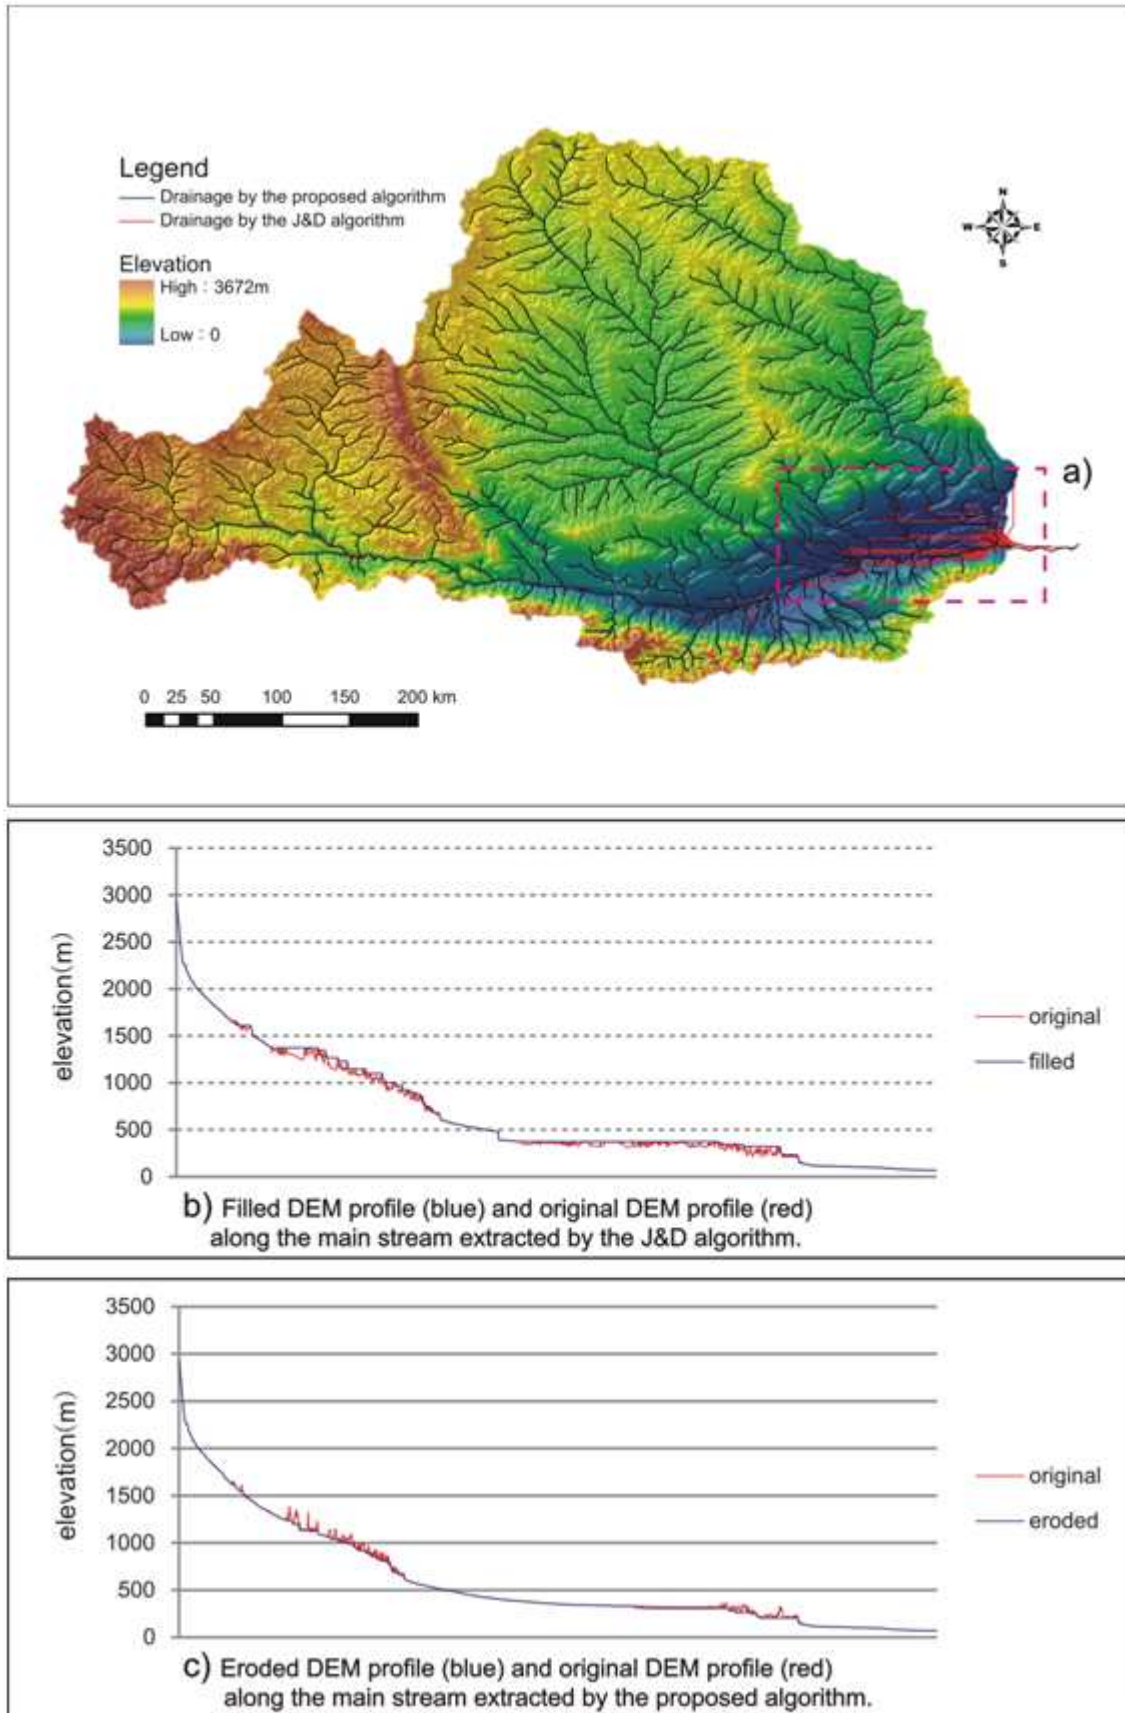 Legend
Drainage by the proposed algorithm
Drainage by the J&D algorithm
Elevation
High : 3672m
Low : 0
N
W E
S
a)
0 25 50 100 150 200 km
3500
3000
2500
2000
1500
1000
500
0
elevation(m)
original
filled
b) Filled DEM profile (blue) and original DEM profile (red)
along the main stream extracted by the J&D algorithm.
3500
3000
2500
2000
1500
1000
500
0
elevation(m)
original
eroded
c) Eroded DEM profile (blue) and original DEM profile (red)
along the main stream extracted by the proposed algorithm.